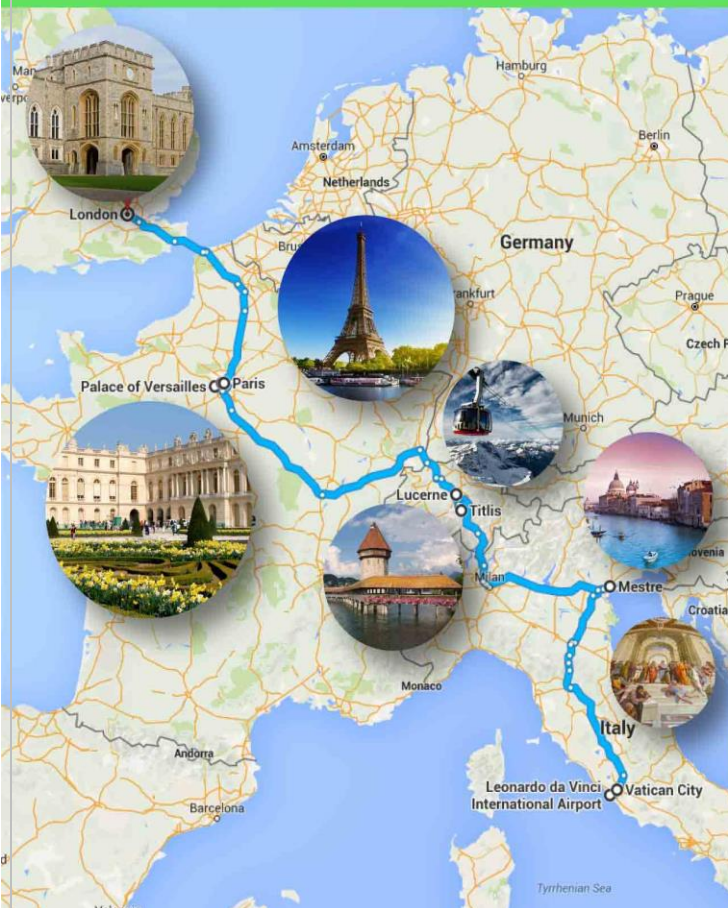 Hamburg
Berlin
Amsterdam
Netherlands
London
Germany
Prague
Czech
Palace of Versailles
Paris
Munich
Lucerne
Titlis
Milan
Mestre
Croatia
Monaco
Italy
Andorra
Leonardo da Vinci
International Airport
Vatican City
Barcelona
Tyrrhenian Sea